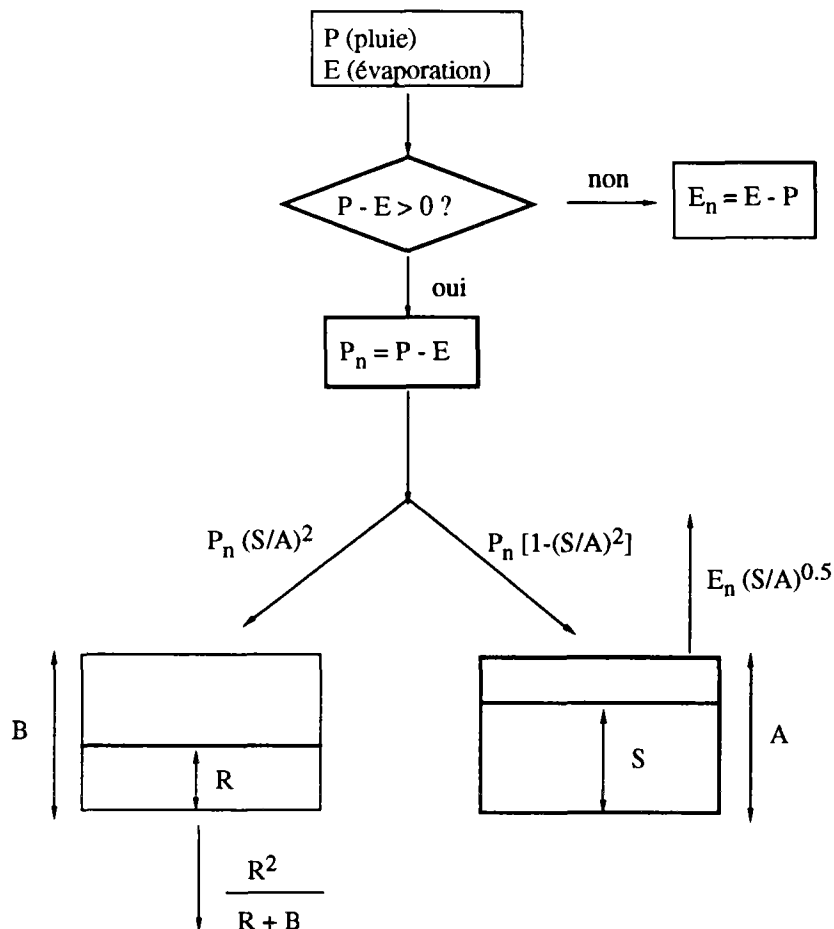 P (pluie)
E (évaporation)
P - E > 0 ?
non
Eₙ = E - P
oui
Pₙ = P - E
Pₙ (S/A)²
Pₙ [1-(S/A)²]
Eₙ (S/A)⁰·⁵
B
R
S
A
R²
R + B